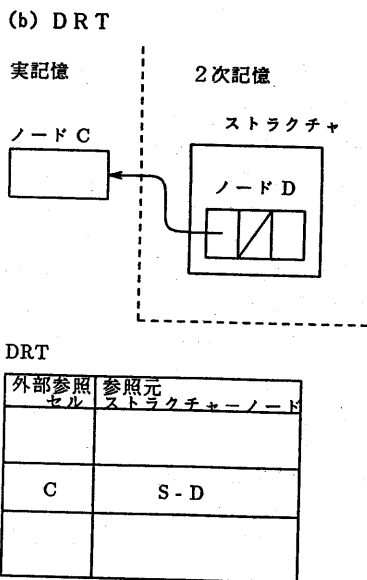 (b) DRT
実記憶
2次記憶
ストラクチャ
ノードC
ノードD
DRT
外部参照
セル
参照元
ストラクチャーノード
C
S-D